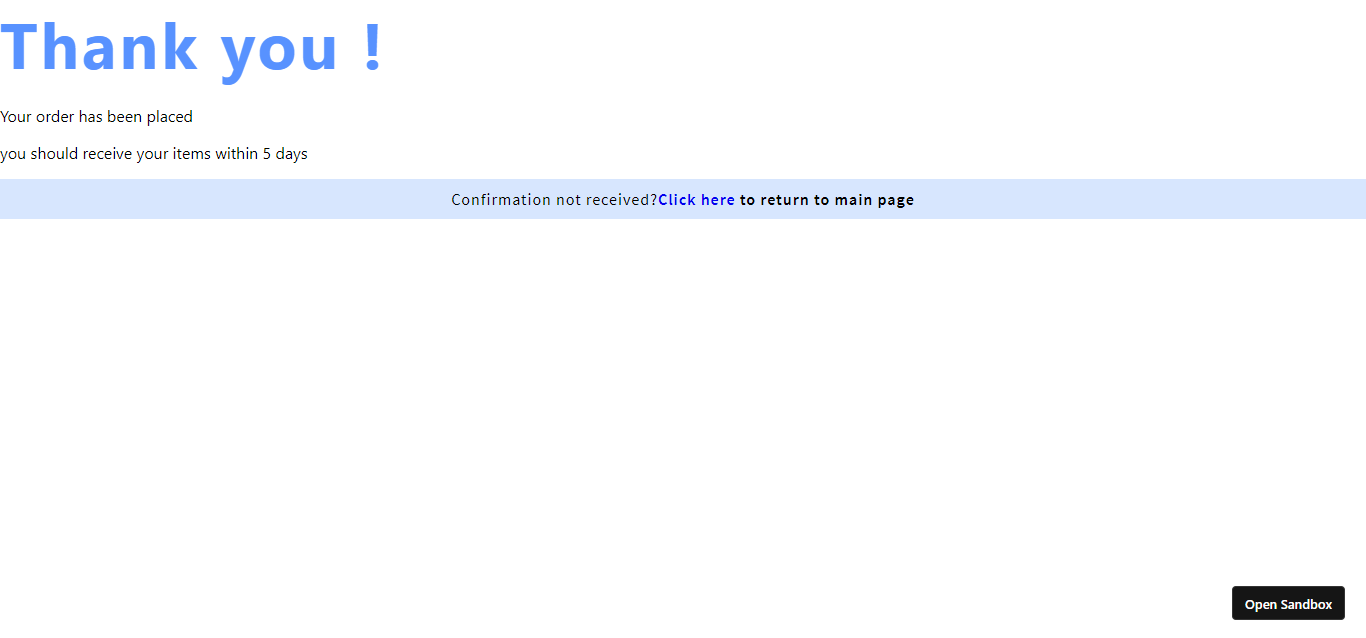 Thank you !
Your order has been placed
you should receive your items within 5 days
Confirmation not received?Click here to return to main page
Open Sandbox